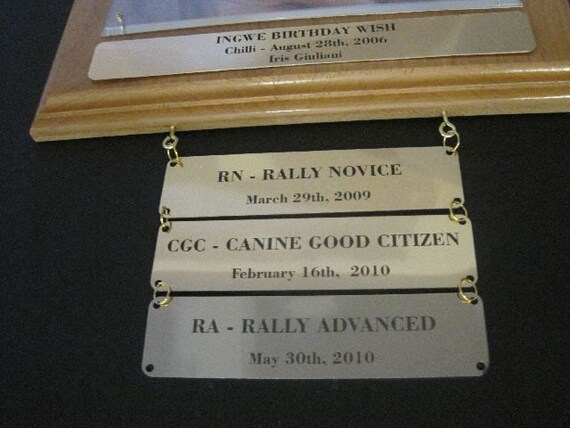 INGWE BIRTHDAY WISH
Chilli - August 28th, 2006
Iris Giuliani
RN - RALLY NOVICE
March 29th, 2009
CGC - CANINE GOOD CITIZEN
February 16th, 2010
RA - RALLY ADVANCED
May 30th, 2010